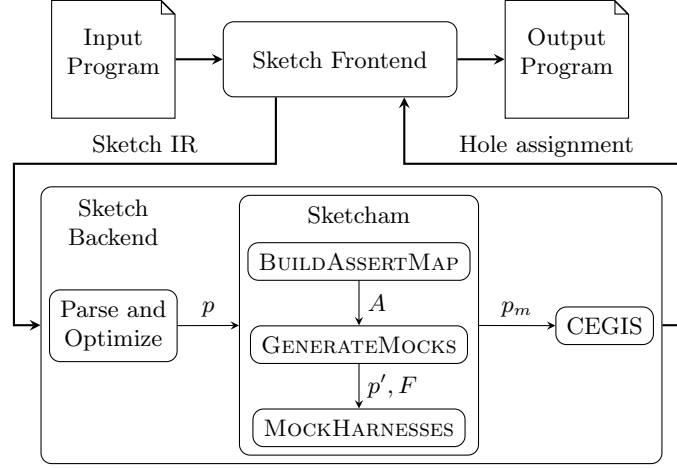 Input
Program
Sketch Frontend
Output
Program
Sketch IR
Hole assignment
Sketch
Backend
Sketcham
BUILDASSERTMAP
A
Parse and
Optimize
p
GENERATEMOCKS
p_m
CEGIS
p′, F
MOCKHARNESSES